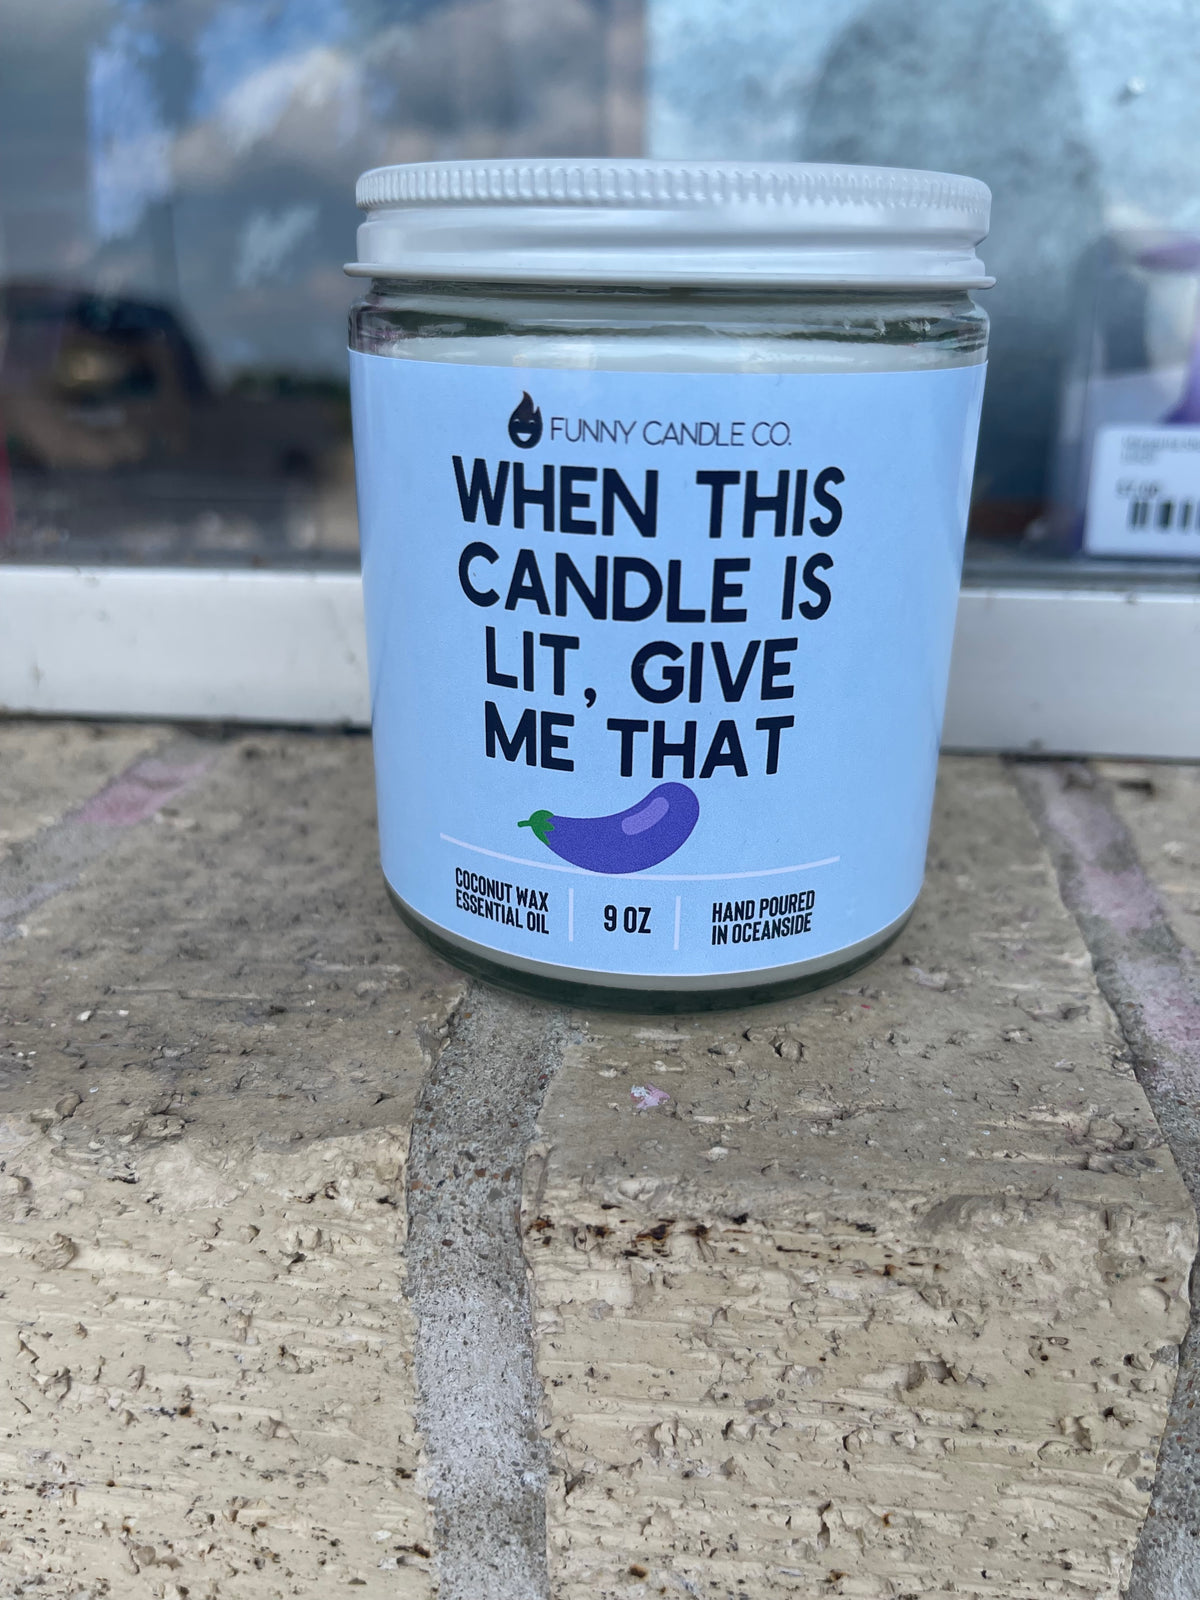 FUNNY CANDLE CO.
WHEN THIS
CANDLE IS
LIT, GIVE
ME THAT
COCONUT WAX
ESSENTIAL OIL
9 OZ
HAND POURED
IN OCEANSIDE